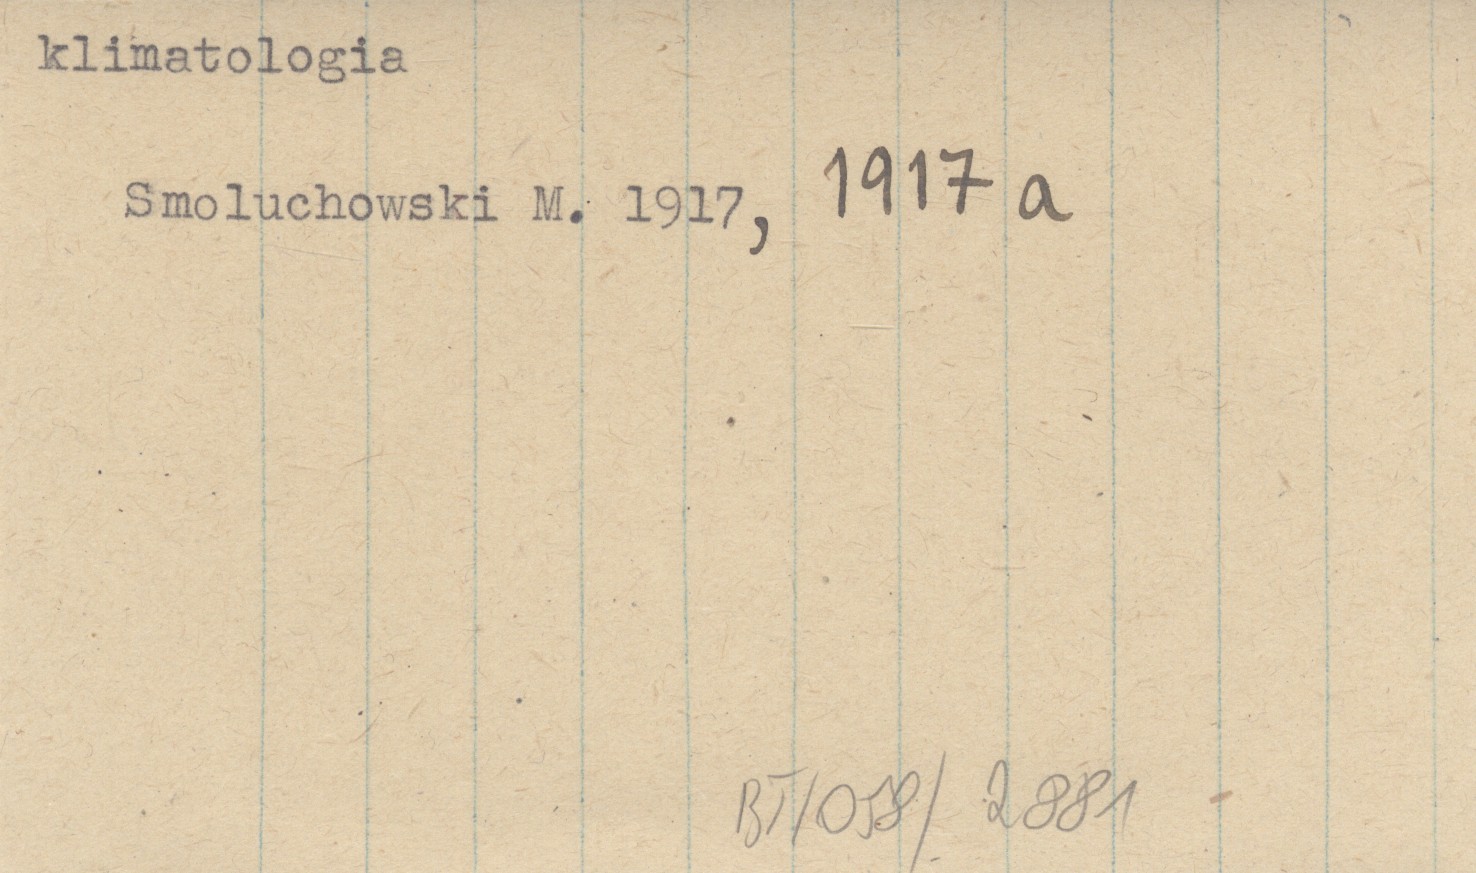 klimatologia
Smoluchowski M. 1917, 1917 a
BT/058/2881